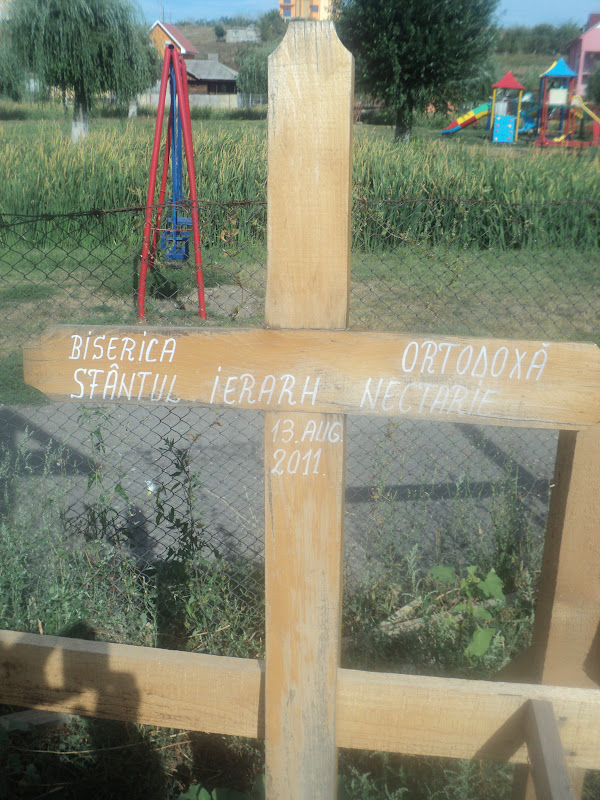 BISERICA ORTODOXĂ
SFÂNTUL IERARH NECTARIE
13. AUG.
2011.